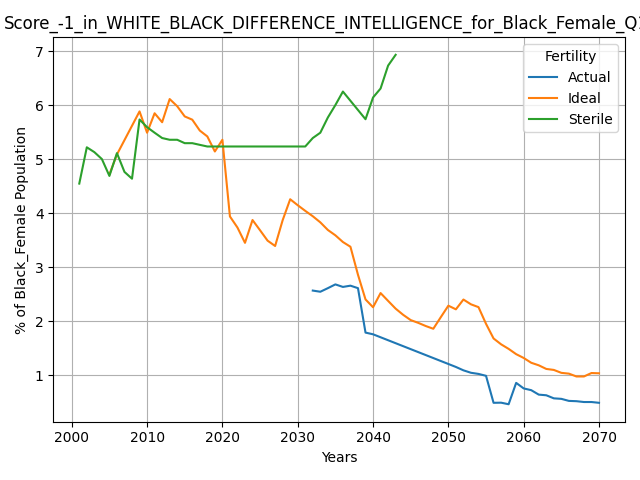 Score_-1_in_WHITE_BLACK_DIFFERENCE_INTELLIGENCE_for_Black_Female_Q
7
6
5
4
3
2
1
% of Black_Female Population
Fertility
Actual
Ideal
Sterile
2000 2010 2020 2030 2040 2050 2060 2070
Years